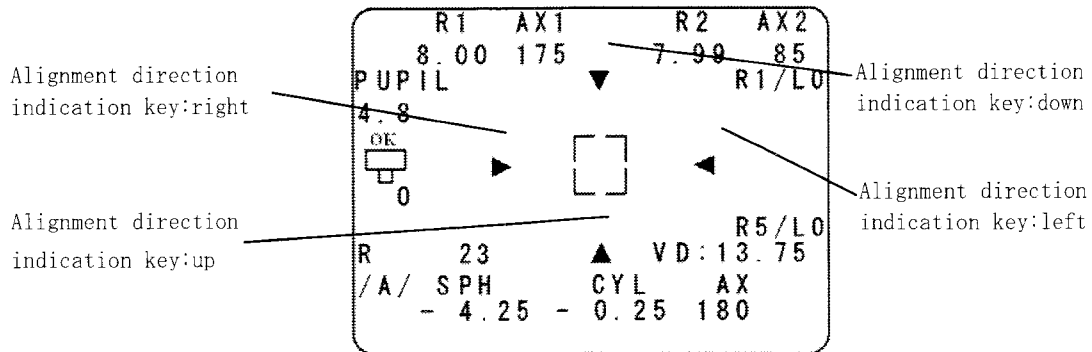 R1 AX1 R2 AX2
8.00 175 7.99 85
Alignment direction
indication key:right
PUPIL
4.8
R1/L0
Alignment direction
indication key:down
OK
0
Alignment direction
indication key:left
Alignment direction
indication key:up
R5/L0
R 23 VD:13.75
/A/ SPH CYL AX
- 4.25 - 0.25 180